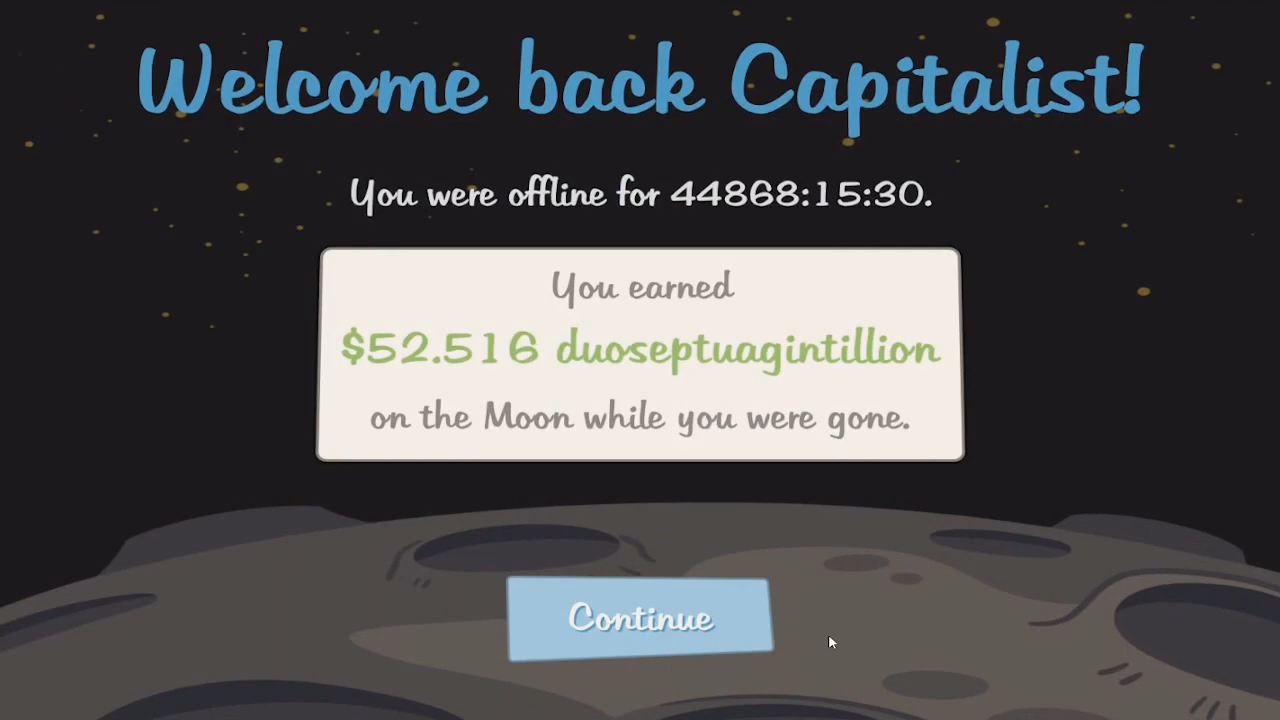 Welcome back Capitalist!
You were offline for 44868:15:30.
You earned
$52.516 duoseptuagintillion
on the Moon while you were gone.
Continue